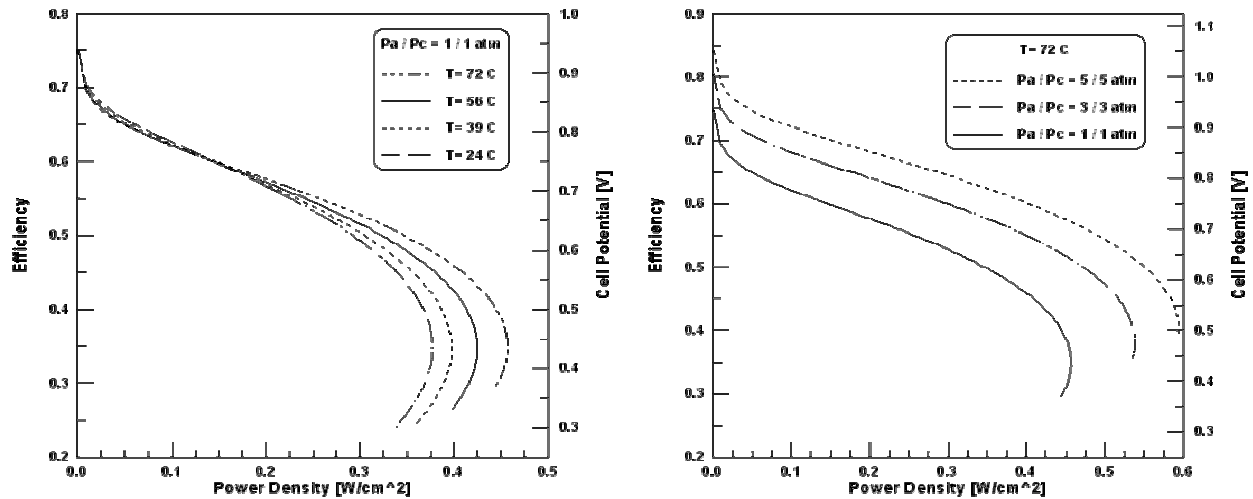 0.8
0.7
0.6
0.5
0.4
0.3
0.2
Efficiency
1.0
0.9
0.8
0.7
0.6
0.5
0.4
0.3
Cell Potential [V]
Pa / Pc = 1 / 1 atm
T= 72 C
T= 56 C
T= 39 C
T= 24 C
0.0 0.1 0.2 0.3 0.4 0.5
Power Density [W/cm^2]
0.9
0.8
0.7
0.6
0.5
0.4
0.3
0.2
Efficiency
1.1
1.0
0.9
0.8
0.7
0.6
0.5
0.4
0.3
Cell Potential [V]
T= 72 C
Pa / Pc = 5 / 5 atm
Pa / Pc = 3 / 3 atm
Pa / Pc = 1 / 1 atm
0.0 0.1 0.2 0.3 0.4 0.5 0.6
Power Density [W/cm^2]